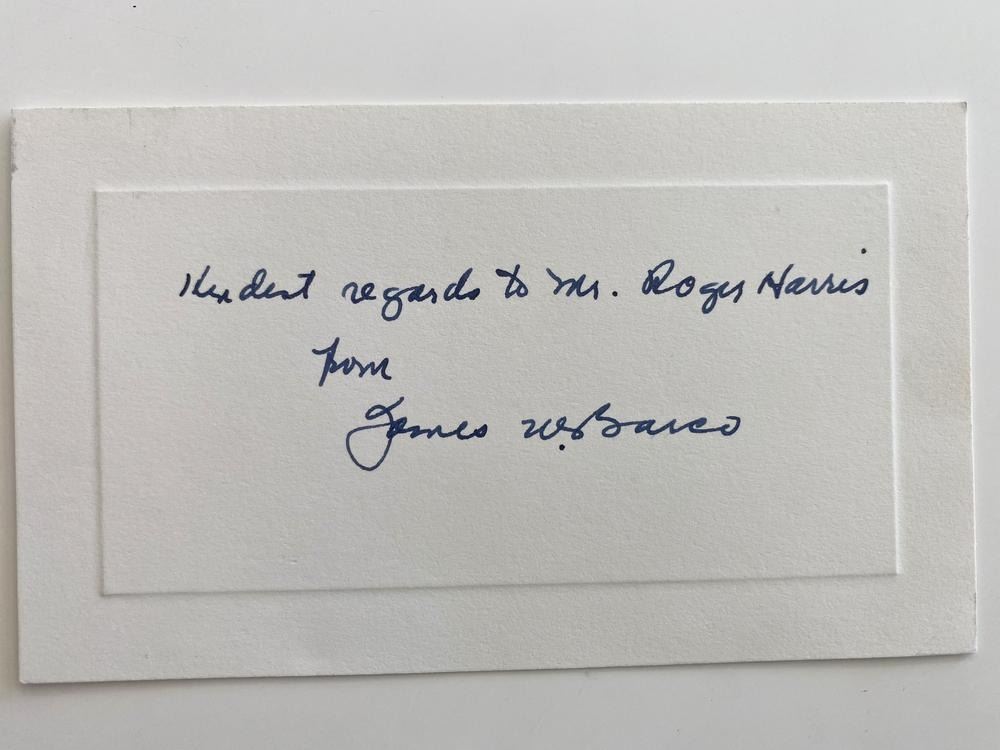 Kindest regards to Mr. Roger Harris
from
James W. Barco